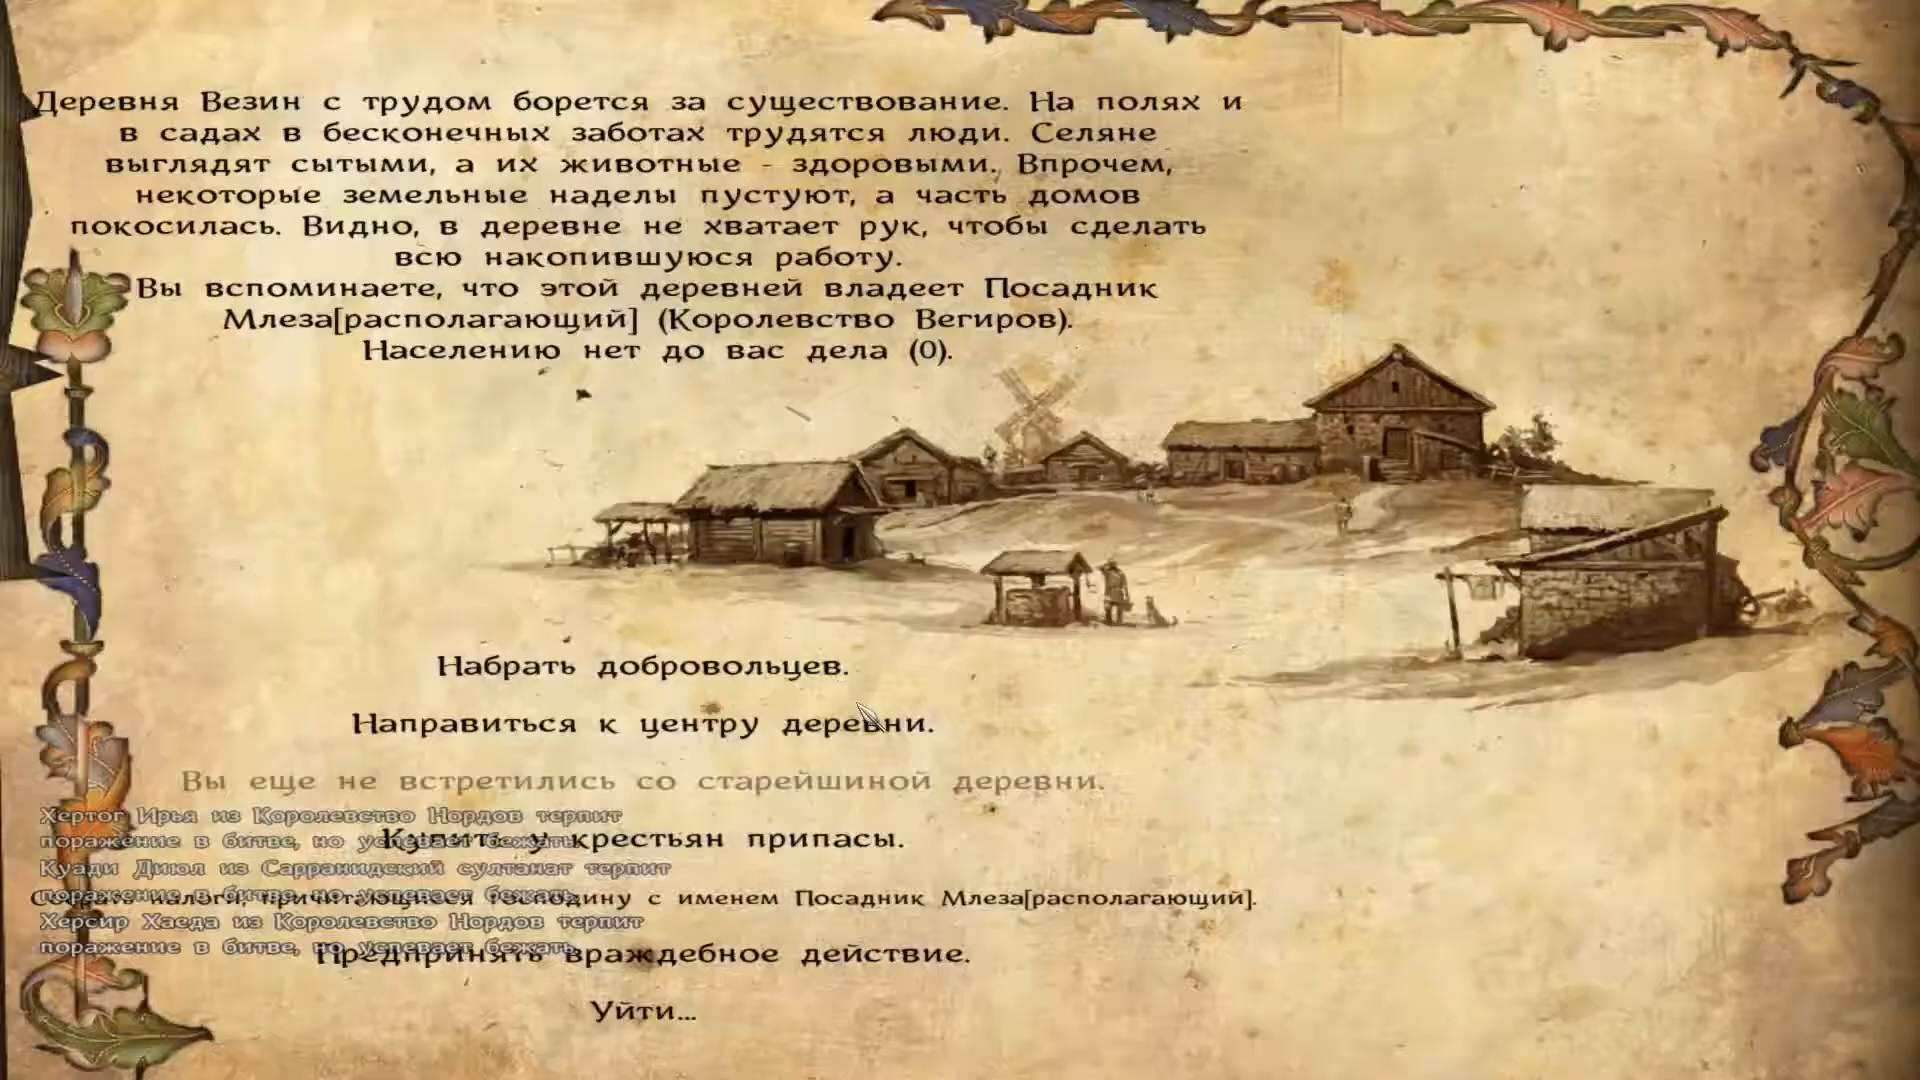 Деревня Везин с трудом борется за существование. На полях и
в садах в бесконечных заботах трудятся люди. Селяне
выглядят сытыми, а их животные - здоровыми. Впрочем,
некоторые земельные наделы пустуют, а часть домов
покосилась. Видно, в деревне не хватает рук, чтобы сделать
всю накопившуюся работу.
Вы вспоминаете, что этой деревней владеет Посадник
Млеза[располагающий] (Королевство Вегиров).
Населению нет до вас дела (0).
Набрать добровольцев.
Направиться к центру деревни.
Вы еще не встретились со старейшиной деревни.
Хертог Ирья из Королевство Нордов терпит
поражение в битве, но успевает бежать.
Купить у крестьян припасы.
Куади Диюл из Сарранидский султанат терпит
поражение в битве, но успевает бежать.
налоги, причитающиеся господину с именем Посадник Млеза[располагающий].
Херсир Хаеда из Королевство Нордов терпит
поражение в битве, но успевает бежать.
Предпринять враждебное действие.
Уйти...